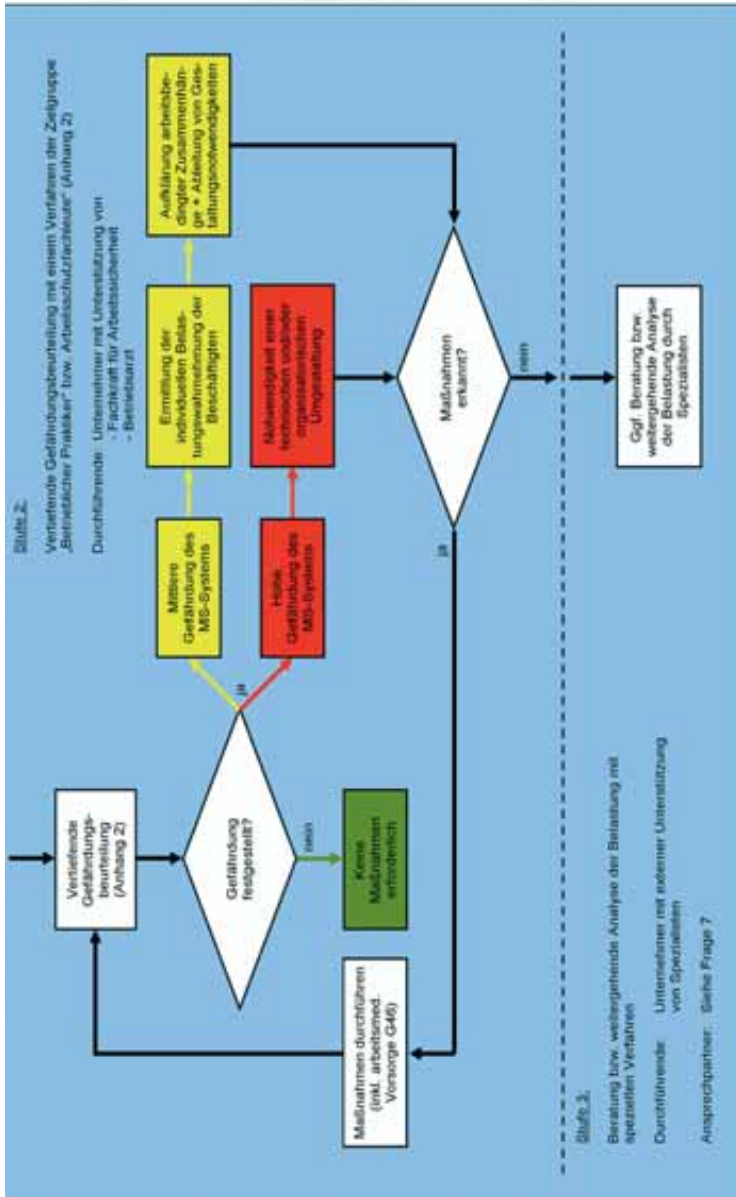 Stufe 2:
Vertiefende Gefährdungsbeurteilung mit einem Verfahren der Zielgruppe
„Betrieblicher Praktiker" bzw. Arbeitsschutzfachleute" (Anhang 2)
Durchführende: Unternehmer mit Unterstützung von
- Fachkraft für Arbeitssicherheit
- Betriebsarzt
Vertiefende
Gefährdungs-
beurteilung
(Anhang 2)
Gefährdung
festgestellt?
ja
nein
Mittlere
Gefährdung des
MS-Systems
Ermittlung der
individuellen Belas-
tungswahrnehmung der
Beschäftigten
Aufklärung arbeitsbe-
dingter Zusammenhän-
ge + Ableitung von Ges-
taltungsnotwendigkeiten
Hohe
Gefährdung des
MS-Systems
Notwendigkeit einer
technischen und/oder
organisatorischen
Umgestaltung
Keine
Maßnahmen
erforderlich
Maßnahmen
erkannt?
ja
nein
Maßnahmen durchführen
(inkl. arbeitsmed.
Vorsorge G46)
Stufe 3:
Beratung bzw. weitergehende Analyse der Belastung mit
speziellen Verfahren
Durchführende: Unternehmer mit externer Unterstützung
von Spezialisten
Ansprechpartner: Siehe Frage 7
Ggf. Beratung bzw.
weitergehende Analyse
der Belastung durch
Spezialisten